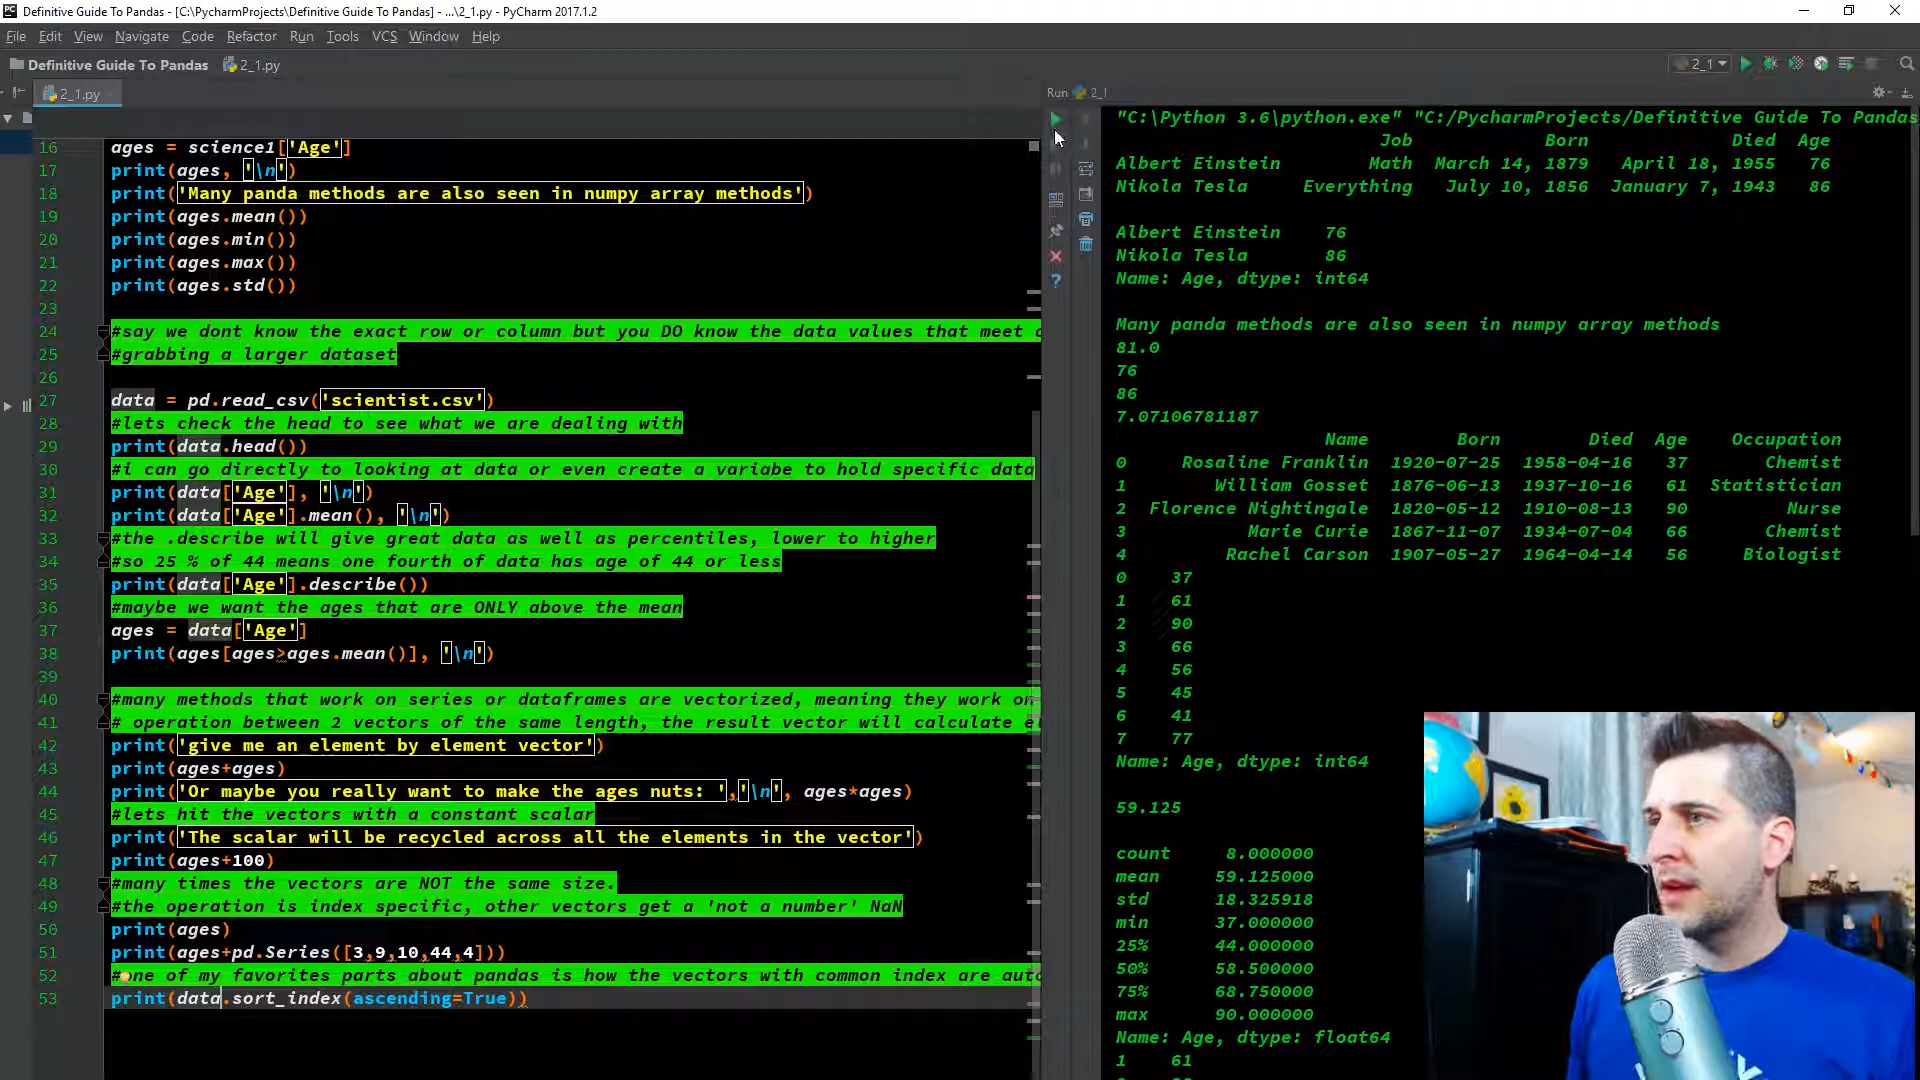 Definitive Guide To Pandas - [C:\PycharmProjects\Definitive Guide To Pandas] - ...\2_1.py - PyCharm 2017.1.2
File Edit View Navigate Code Refactor Run Tools VCS Window Help
Definitive Guide To Pandas 2_1.py
2_1
2_1.py
16 ages = science1['Age']
17 print(ages, '\n')
18 print('Many panda methods are also seen in numpy array methods')
19 print(ages.mean())
20 print(ages.min())
21 print(ages.max())
22 print(ages.std())
23
24 #say we dont know the exact row or column but you DO know the data values that meet
25 #grabbing a larger dataset
26
27 data = pd.read_csv('scientist.csv')
28 #lets check the head to see what we are dealing with
29 print(data.head())
30 #i can go directly to looking at data or even create a variabe to hold specific data
31 print(data['Age'], '\n')
32 print(data['Age'].mean(), '\n')
33 #the .describe will give great data as well as percentiles, lower to higher
34 #so 25 % of 44 means one fourth of data has age of 44 or less
35 print(data['Age'].describe())
36 #maybe we want the ages that are ONLY above the mean
37 ages = data['Age']
38 print(ages[ages>ages.mean()], '\n')
39
40 #many methods that work on series or dataframes are vectorized, meaning they work on
41 # operation between 2 vectors of the same length, the result vector will calculate
42 print('give me an element by element vector')
43 print(ages+ages)
44 print('Or maybe you really want to make the ages nuts: ','\n', ages*ages)
45 #lets hit the vectors with a constant scalar
46 print('The scalar will be recycled across all the elements in the vector')
47 print(ages+100)
48 #many times the vectors are NOT the same size.
49 #the operation is index specific, other vectors get a 'not a number' NaN
50 print(ages)
51 print(ages+pd.Series([3,9,10,44,4]))
52 #one of my favorites parts about pandas is how the vectors with common index are
53 print(data.sort_index(ascending=True))
Run 2_1
"C:\Python 3.6\python.exe" "C:/PycharmProjects/Definitive Guide To Pandas
Job Born Died Age
Albert Einstein Math March 14, 1879 April 18, 1955 76
Nikola Tesla Everything July 10, 1856 January 7, 1943 86
Albert Einstein 76
Nikola Tesla 86
Name: Age, dtype: int64
Many panda methods are also seen in numpy array methods
81.0
76
86
7.07106781187
Name Born Died Age Occupation
0 Rosaline Franklin 1920-07-25 1958-04-16 37 Chemist
1 William Gosset 1876-06-13 1937-10-16 61 Statistician
2 Florence Nightingale 1820-05-12 1910-08-13 90 Nurse
3 Marie Curie 1867-11-07 1934-07-04 66 Chemist
4 Rachel Carson 1907-05-27 1964-04-14 56 Biologist
0 37
1 61
2 90
3 66
4 56
5 45
6 41
7 77
Name: Age, dtype: int64
59.125
count 8.000000
mean 59.125000
std 18.325918
min 37.000000
25% 44.000000
50% 58.500000
75% 68.750000
max 90.000000
Name: Age, dtype: float64
1 61